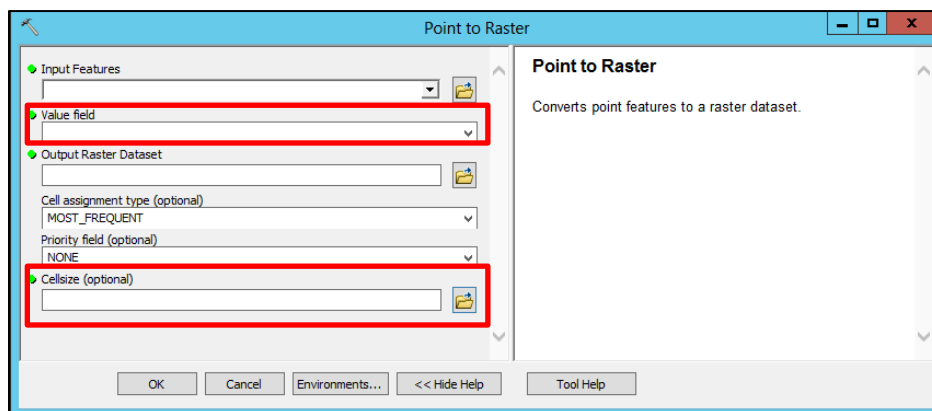 Point to Raster
Input Features
Value field
Output Raster Dataset
Cell assignment type (optional)
MOST_FREQUENT
Priority field (optional)
NONE
Cellsize (optional)
Point to Raster
Converts point features to a raster dataset.
OK
Cancel
Environments...
<< Hide Help
Tool Help